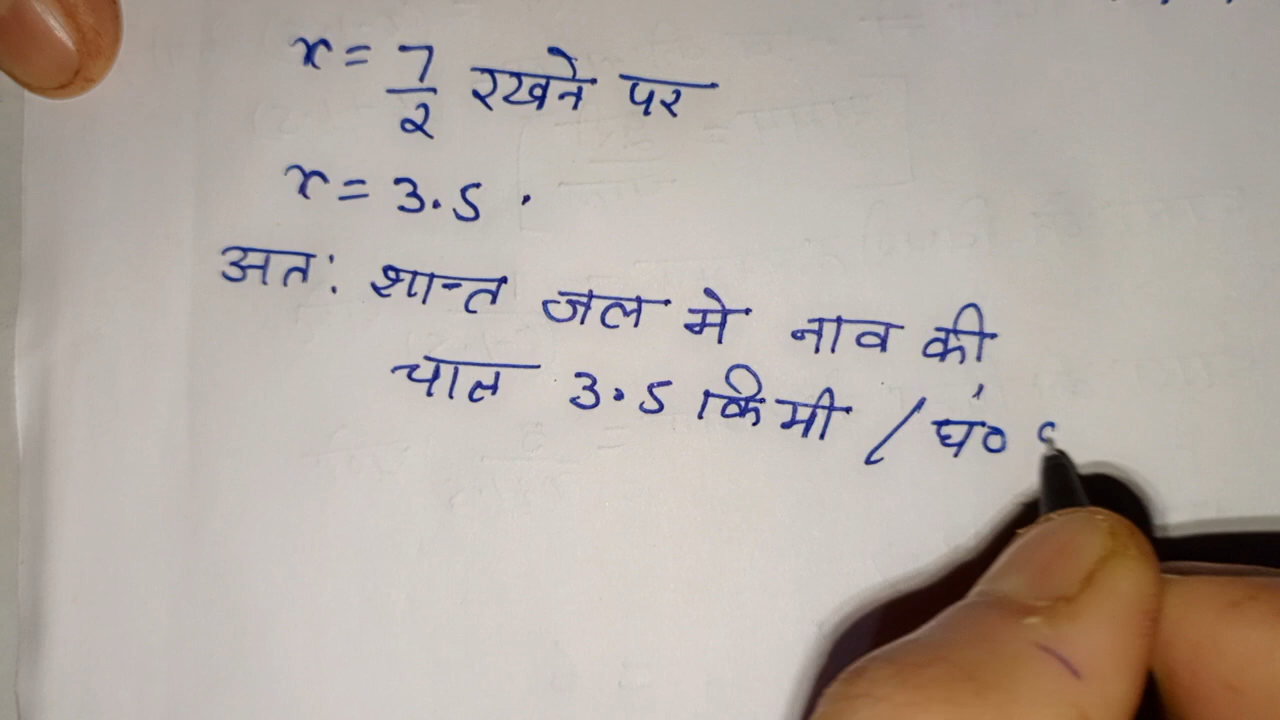 x = 7/2 रखने पर
x = 3.5
अत: शान्त जल मे नाव की
चाल 3.5 किमी / घं०